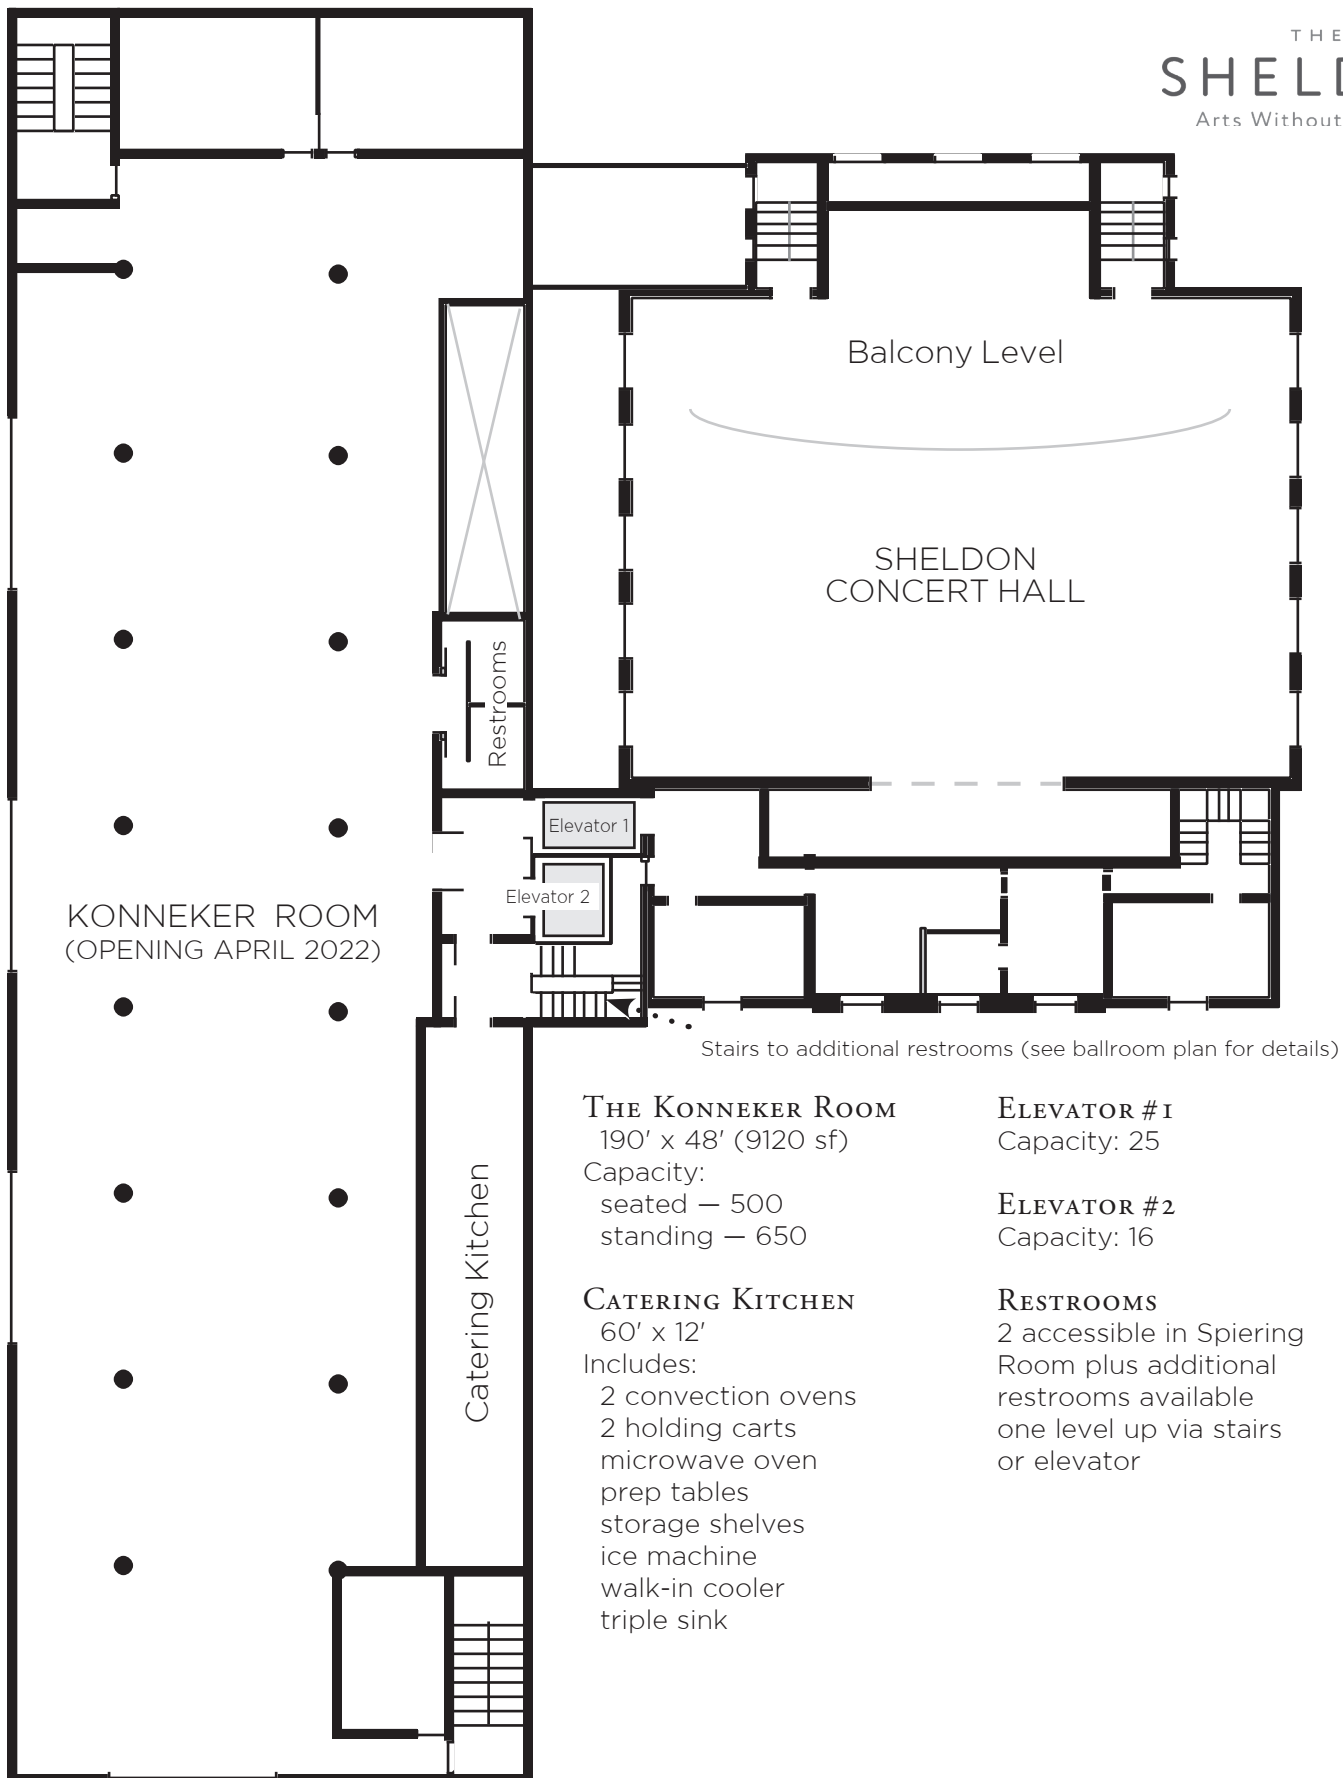 THE
Arts Without
Balcony Level
SHELDON
CONCERT HALL
Restrooms
Elevator 1
Elevator 2
KONNEKER ROOM
(OPENING APRIL 2022)
Stairs to additional restrooms (see ballroom plan for details)
Catering Kitchen
The Konneker Room
190' x 48' (9120 sf)
Capacity:
seated — 500
standing — 650
Catering Kitchen
60' x 12'
Includes:
2 convection ovens
2 holding carts
microwave oven
prep tables
storage shelves
ice machine
walk-in cooler
triple sink
Elevator #1
Capacity: 25
Elevator #2
Capacity: 16
Restrooms
2 accessible in Spiering
Room plus additional
restrooms available
one level up via stairs
or elevator